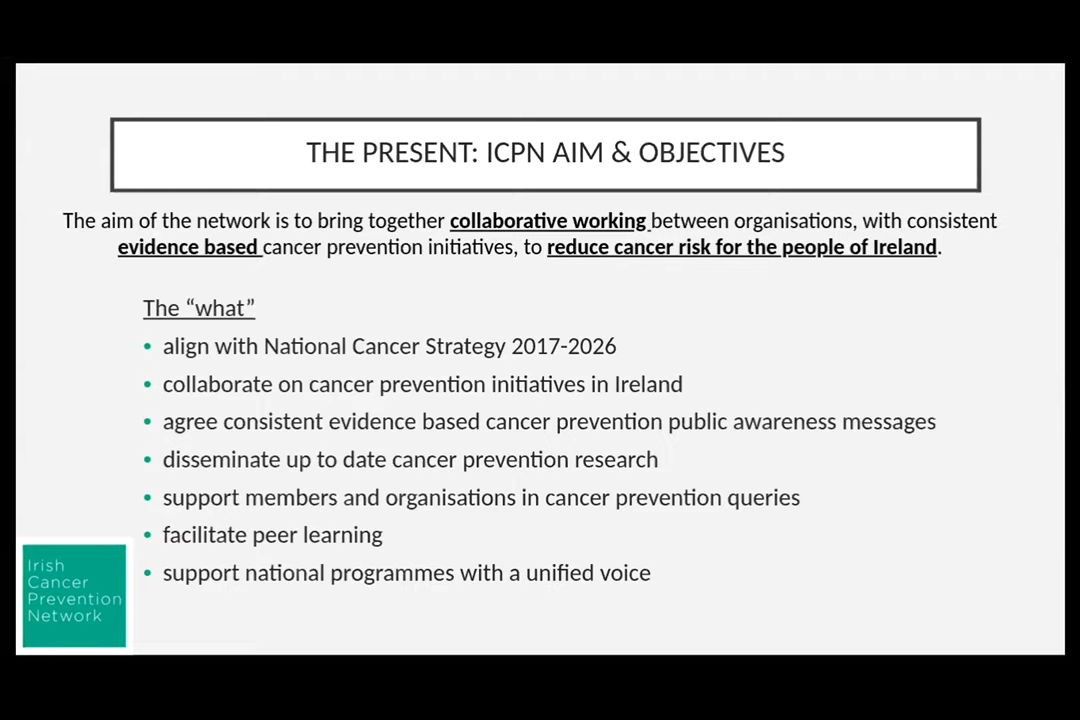 THE PRESENT: ICPN AIM & OBJECTIVES
The aim of the network is to bring together collaborative working between organisations, with consistent
evidence based cancer prevention initiatives, to reduce cancer risk for the people of Ireland.
The “what”
• align with National Cancer Strategy 2017-2026
• collaborate on cancer prevention initiatives in Ireland
• agree consistent evidence based cancer prevention public awareness messages
• disseminate up to date cancer prevention research
• support members and organisations in cancer prevention queries
• facilitate peer learning
• support national programmes with a unified voice
Irish
Cancer
Prevention
Network